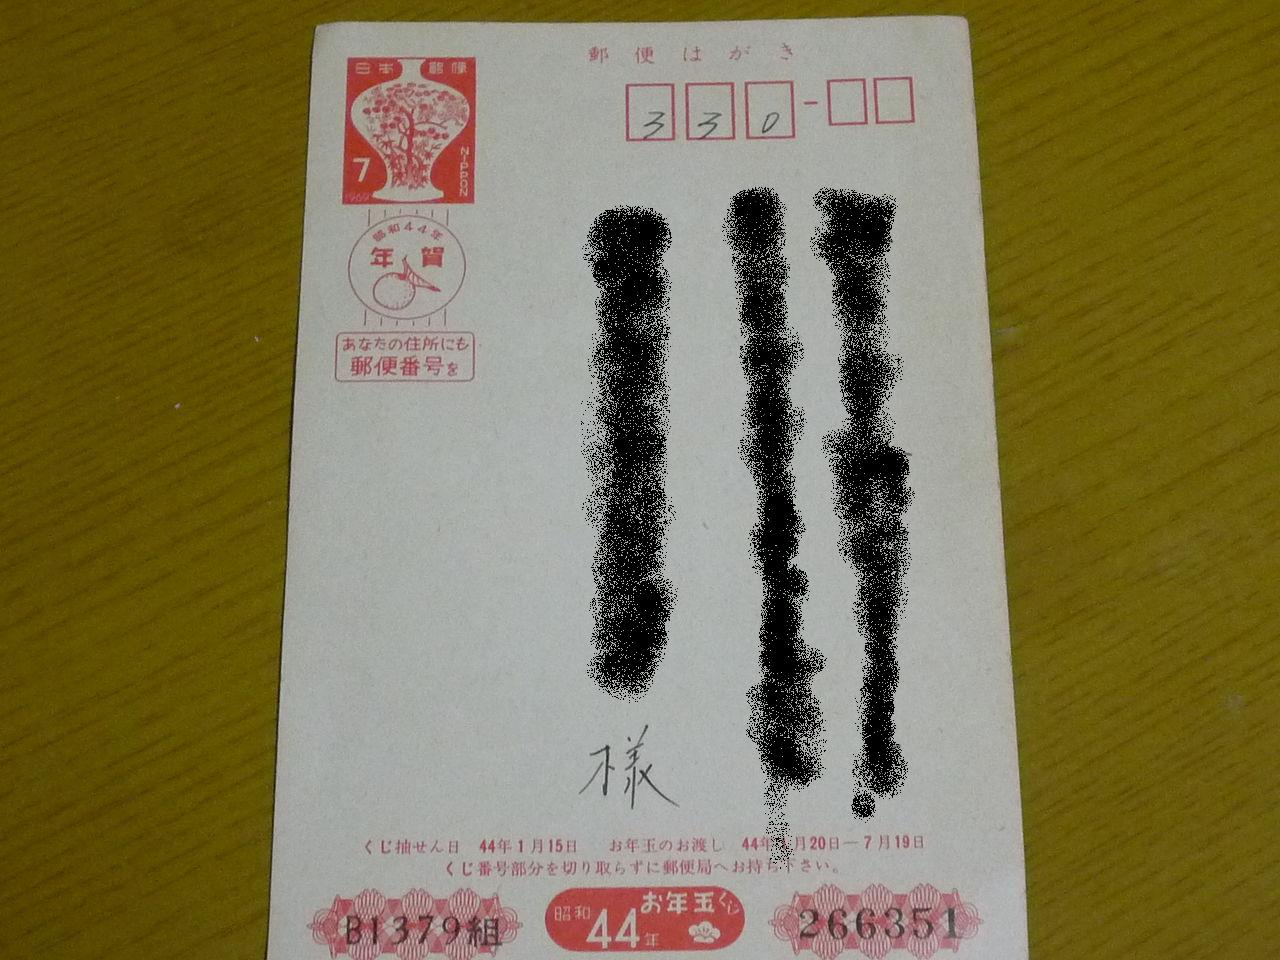 郵便はがき
330-
日本郵便
7
NIPPON
1969
昭和44年
年賀
あなたの住所にも
郵便番号を
様
くじ抽せん日 44年1月15日 お年玉のお渡し 44年 月20日―7月19日
くじ番号部分を切り取らずに郵便局へお持ち下さい。
B1379組
昭和44年
お年玉くじ
266351